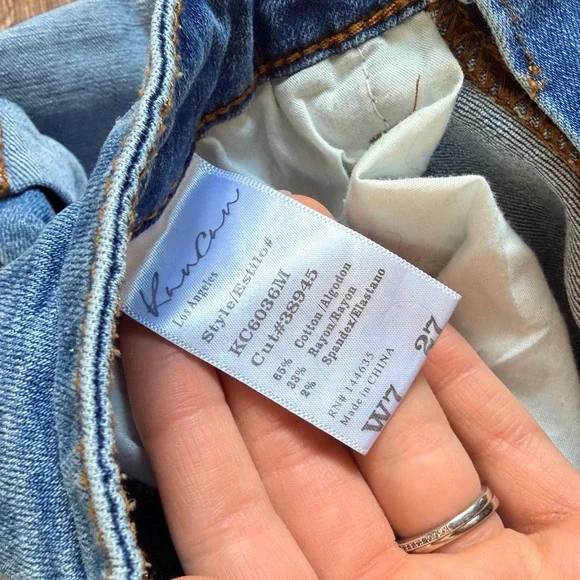 KanCan
Los Angeles
Style/Estilo#
KC6036M
Cut#38945
65% Cotton/Algodon
33% Rayon/Rayon
2% Spandex/Elastano
RN# 144635
Made in CHINA
W7 27